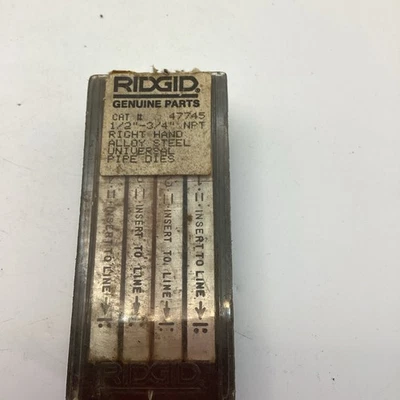 RIDGID
GENUINE PARTS
CAT # 47745
1/2"-3/4" NPT
RIGHT HAND
ALLOY STEEL
UNIVERSAL
PIPE DIES
INSERT TO LINE
INSERT TO LINE
INSERT TO LINE
INSERT TO LINE
RIDGID